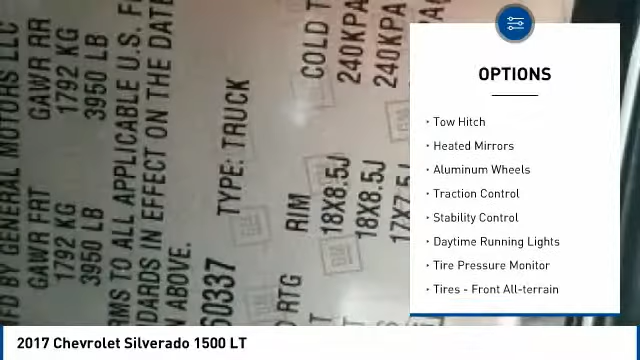 MFD BY GENERAL MOTORS LLC
GAWR FRT GAWR RR
1792 KG 1792 KG
3950 LB 3950 LB
TO ALL APPLICABLE U.S.
IN EFFECT ON THE DATE
ABOVE.
60337 TYPE: TRUCK
RTG RIM COLD
18X8.5J 240KPA
18X8.5J 240KPA
OPTIONS
· Tow Hitch
· Heated Mirrors
· Aluminum Wheels
· Traction Control
· Stability Control
· Daytime Running Lights
· Tire Pressure Monitor
· Tires - Front All-terrain
2017 Chevrolet Silverado 1500 LT